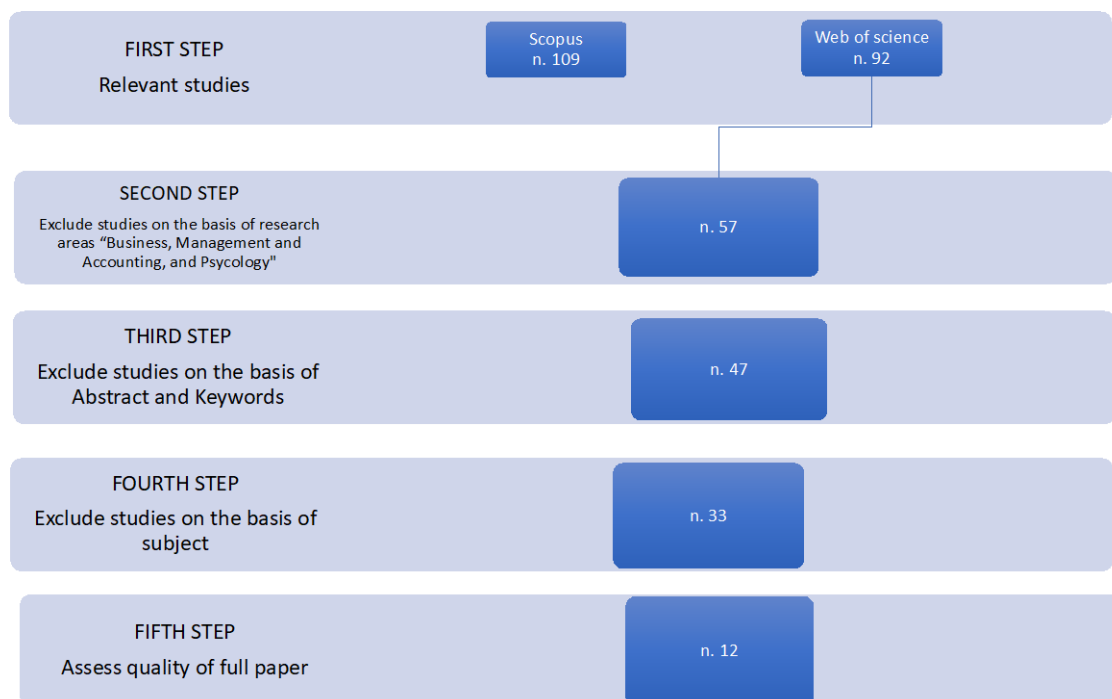 FIRST STEP
Relevant studies
Scopus
n. 109
Web of science
n. 92
SECOND STEP
Exclude studies on the basis of research
areas “Business, Management and
Accounting, and Psycology"
n. 57
THIRD STEP
Exclude studies on the basis of
Abstract and Keywords
n. 47
FOURTH STEP
Exclude studies on the basis of
subject
n. 33
FIFTH STEP
Assess quality of full paper
n. 12